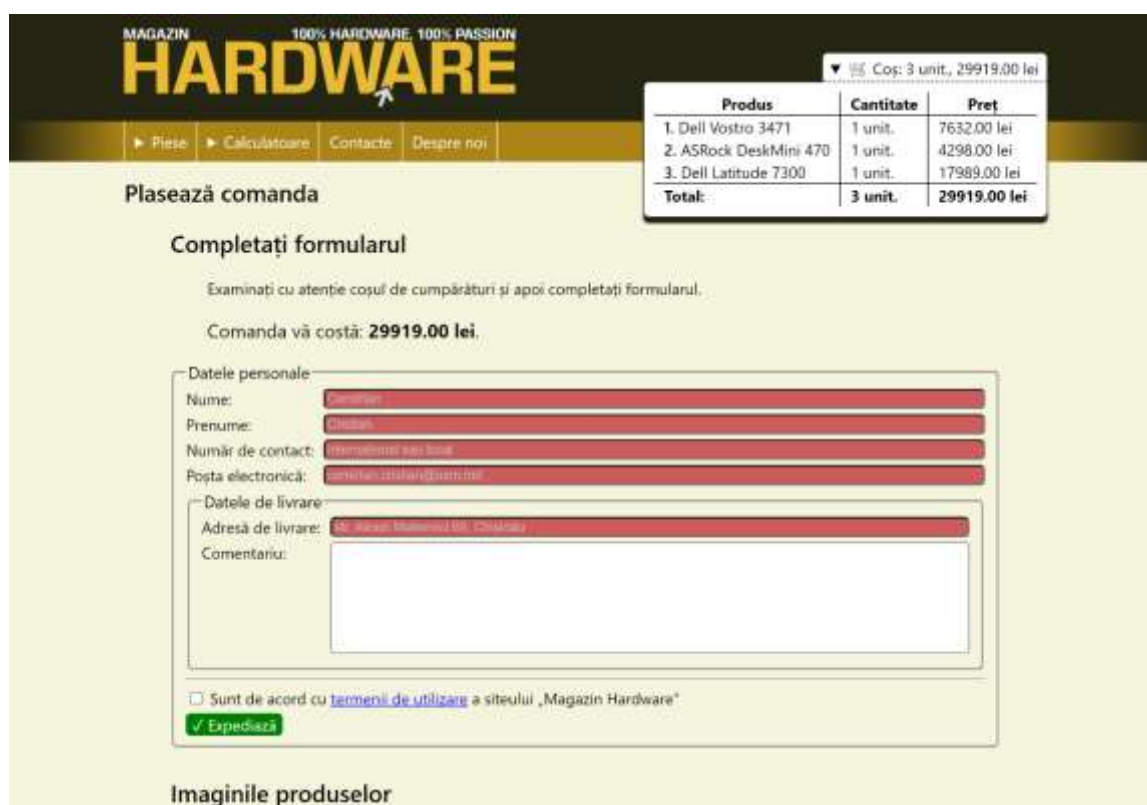 MAGAZIN 100% HARDWARE, 100% PASSION
HARDWARE
▼ Coș: 3 unit., 29919.00 lei
Produs Cantitate Preț
1. Dell Vostro 3471 1 unit. 7632.00 lei
2. ASRock DeskMini 470 1 unit. 4298.00 lei
3. Dell Latitude 7300 1 unit. 17989.00 lei
Total: 3 unit. 29919.00 lei
► Piese ► Calculatoare Contacte Despre noi
Plasează comanda
Completați formularul
Examinați cu atenție coșul de cumpărături și apoi completați formularul.
Comanda vă costă: 29919.00 lei.
Datele personale
Nume:
Prenume: Cristian
Număr de contact: International sau local
Poșta electronică:
Datele de livrare
Adresă de livrare:
Comentariu:
Sunt de acord cu termenii de utilizare a siteului „Magazin Hardware"
✓ Expediază
Imaginile produselor